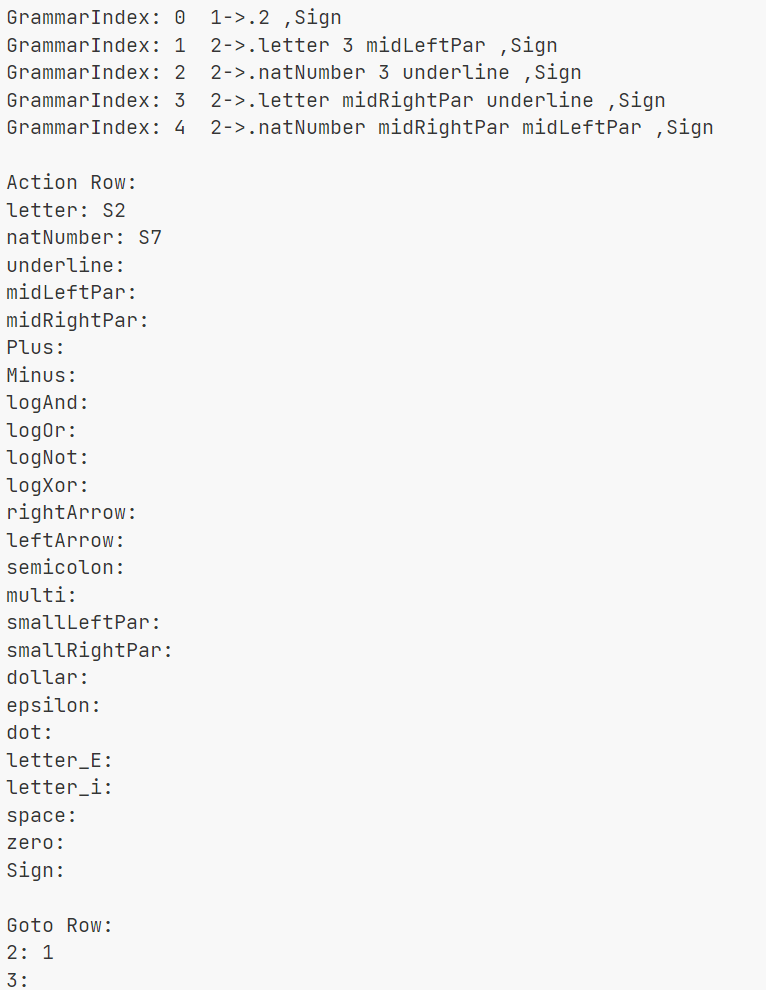 GrammarIndex: 0  1->.2 ,Sign
GrammarIndex: 1  2->.letter 3 midLeftPar ,Sign
GrammarIndex: 2  2->.natNumber 3 underline ,Sign
GrammarIndex: 3  2->.letter midRightPar underline ,Sign
GrammarIndex: 4  2->.natNumber midRightPar midLeftPar ,Sign

Action Row:
letter: S2
natNumber: S7
underline:
midLeftPar:
midRightPar:
Plus:
Minus:
logAnd:
logOr:
logNot:
logXor:
rightArrow:
leftArrow:
semicolon:
multi:
smallLeftPar:
smallRightPar:
dollar:
epsilon:
dot:
letter_E:
letter_i:
space:
zero:
Sign:

Goto Row:
2: 1
3: